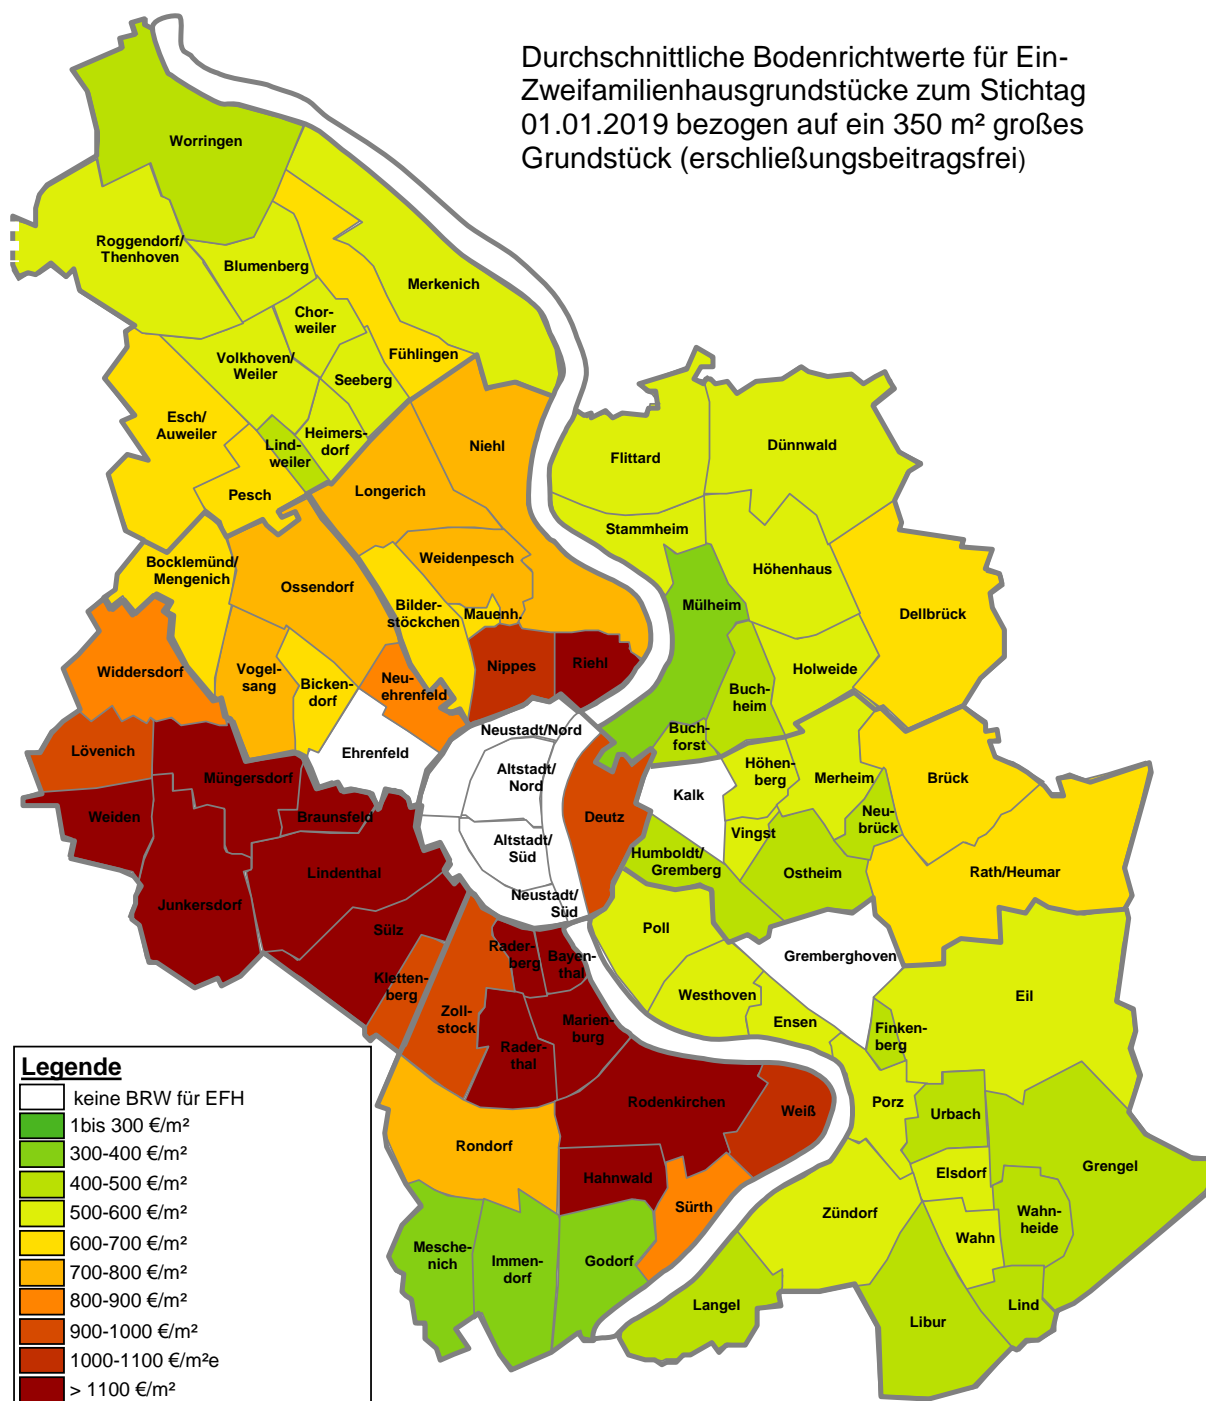 Durchschnittliche Bodenrichtwerte für Ein-
Zweifamilienhausgrundstücke zum Stichtag
01.01.2019 bezogen auf ein 350 m² großes
Grundstück (erschließungsbeitragsfrei)
Worringen
Roggendorf/
Thenhoven
Blumenberg
Merkenich
Chor-
weiler
Fühlingen
Volkhoven/
Weiler
Seeberg
Esch/
Auweiler
Heimers-
dorf
Lind-
weiler
Pesch
Niehl
Longerich
Flittard
Dünnwald
Stammheim
Weidenpesch
Höhenhaus
Bocklemünd/
Mengenich
Ossendorf
Bilder-
stöckchen
Mauenh.
Mülheim
Dellbrück
Widdersdorf
Vogel-
sang
Bicken-
dorf
Neu-
ehrenfeld
Nippes
Riehl
Buch-
heim
Holweide
Ehrenfeld
Neustadt/Nord
Buch-
forst
Lövenich
Müngersdorf
Altstadt/
Nord
Höhen-
berg
Merheim
Brück
Kalk
Weiden
Braunsfeld
Deutz
Vingst
Neu-
brück
Altstadt/
Süd
Humboldt/
Gremberg
Ostheim
Rath/Heumar
Lindenthal
Junkersdorf
Neustadt/
Süd
Sülz
Poll
Rader-
berg
Bayen-
thal
Gremberghoven
Kletten-
berg
Westhoven
Eil
Zoll-
stock
Marien-
burg
Ensen
Finken-
berg
Rader-
thal
Rodenkirchen
Weiß
Porz
Urbach
Rondorf
Hahnwald
Elsdorf
Grengel
Sürth
Zündorf
Wahn-
heide
Wahn
Mesche-
nich
Immen-
dorf
Godorf
Langel
Lind
Libur
Legende
keine BRW für EFH
1bis 300 €/m²
300-400 €/m²
400-500 €/m²
500-600 €/m²
600-700 €/m²
700-800 €/m²
800-900 €/m²
900-1000 €/m²
1000-1100 €/m²e
> 1100 €/m²